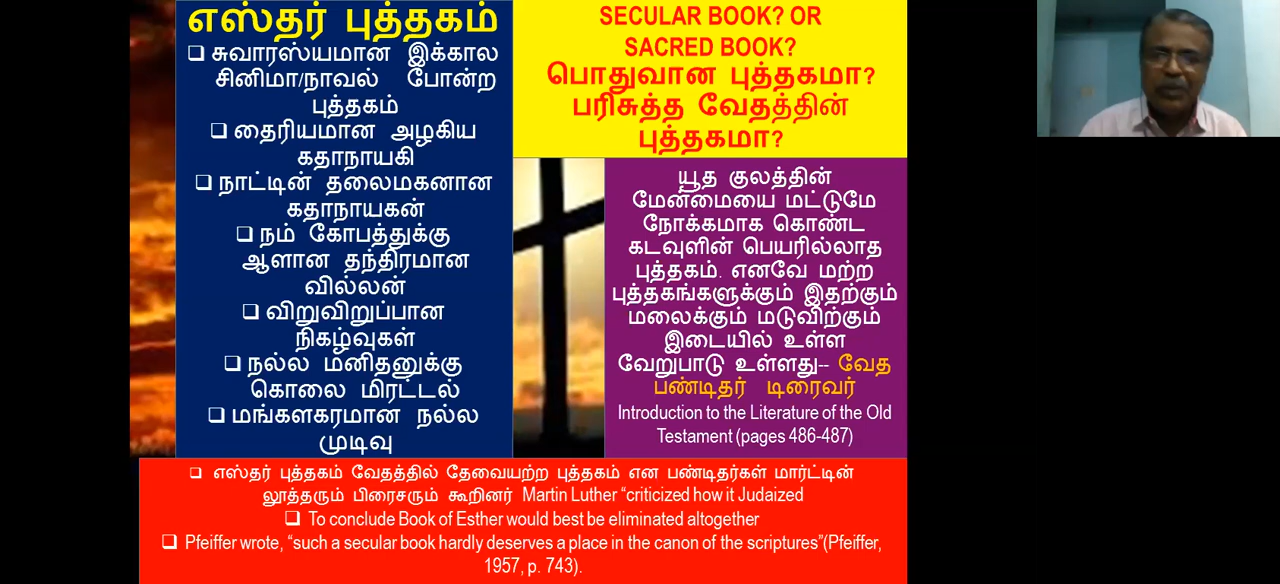 எஸ்தர் புத்தகம்
❑ சுவாரஸ்யமான இக்கால
சினிமா/நாவல் போன்ற
புத்தகம்
❑ தைரியமான அழகிய
கதாநாயகி
❑ நாட்டின் தலைமகனான
கதாநாயகன்
❑ நம் கோபத்துக்கு
ஆளான தந்திரமான
வில்லன்
❑ விறுவிறுப்பான
நிகழ்வுகள்
❑ நல்ல மனிதனுக்கு
கொலை மிரட்டல்
❑ மங்களகரமான நல்ல
முடிவு
SECULAR BOOK? OR
SACRED BOOK?
பொதுவான புத்தகமா?
பரிசுத்த வேதத்தின்
புத்தகமா?
யூத குலத்தின்
மேன்மையை மட்டுமே
நோக்கமாக கொண்ட
கடவுளின் பெயரில்லாத
புத்தகம். எனவே மற்ற
புத்தகங்களுக்கும் இதற்கும்
மலைக்கும் மடுவிற்கும்
இடையில் உள்ள
வேறுபாடு உள்ளது-- வேத
பண்டிதர் டிரைவர்
Introduction to the Literature of the Old
Testament (pages 486-487)
❑ எஸ்தர் புத்தகம் வேதத்தில் தேவையற்ற புத்தகம் என பண்டிதர்கள் மார்ட்டின்
லூத்தரும் பிரைசரும் கூறினர் Martin Luther “criticized how it Judaized
❑ To conclude Book of Esther would best be eliminated altogether
❑ Pfeiffer wrote, “such a secular book hardly deserves a place in the canon of the scriptures”(Pfeiffer,
1957, p. 743).